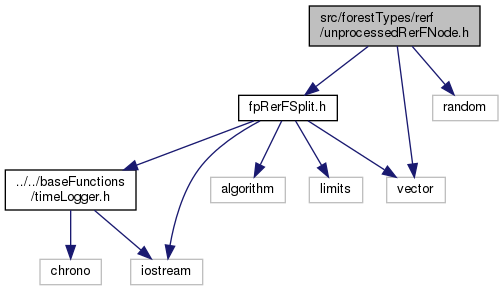 src/forestTypes/rerf
/unprocessedRerFNode.h
fpRerFSplit.h
random
../../baseFunctions
/timeLogger.h
algorithm
limits
vector
chrono
iostream